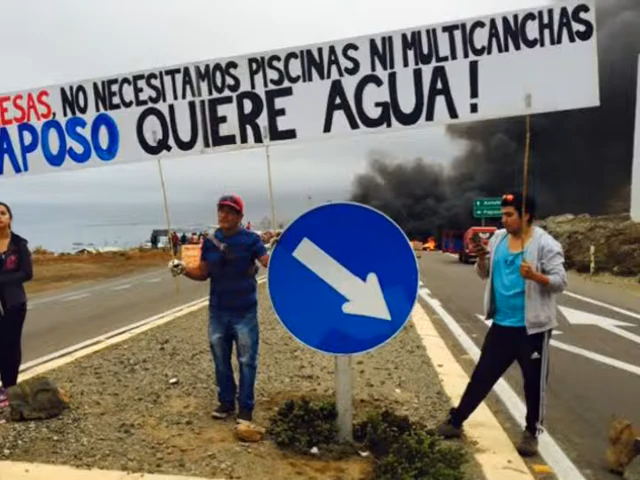 ESAS, NO NECESITAMOS PISCINAS NI MULTICANCHAS
APOSO QUIERE AGUA!